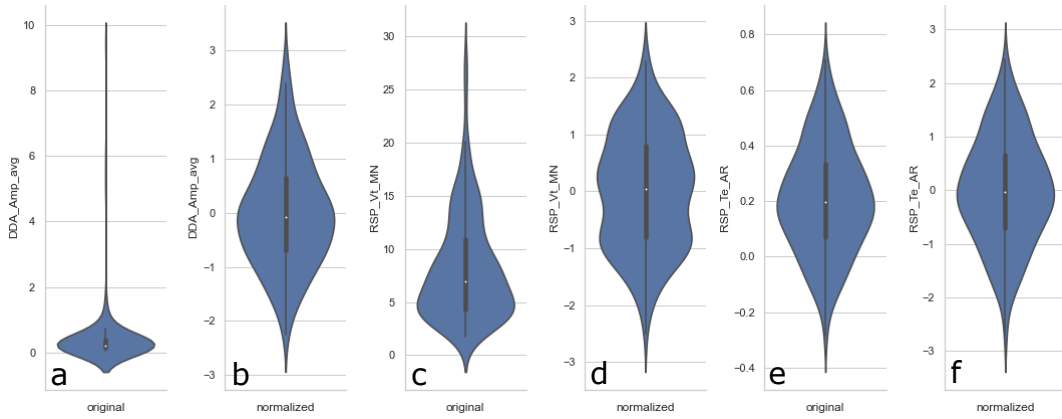 DDA_Amp_avg
10
8
6
4
2
0
a
original
DDA_Amp_avg
3
2
1
0
−1
−2
−3
b
normalized
RSP_Vt_MN
30
25
20
15
10
5
0
c
original
RSP_Vt_MN
3
2
1
0
−1
−2
−3
d
normalized
RSP_Te_AR
0.8
0.6
0.4
0.2
0.0
−0.2
−0.4
e
original
RSP_Te_AR
3
2
1
0
−1
−2
−3
f
normalized